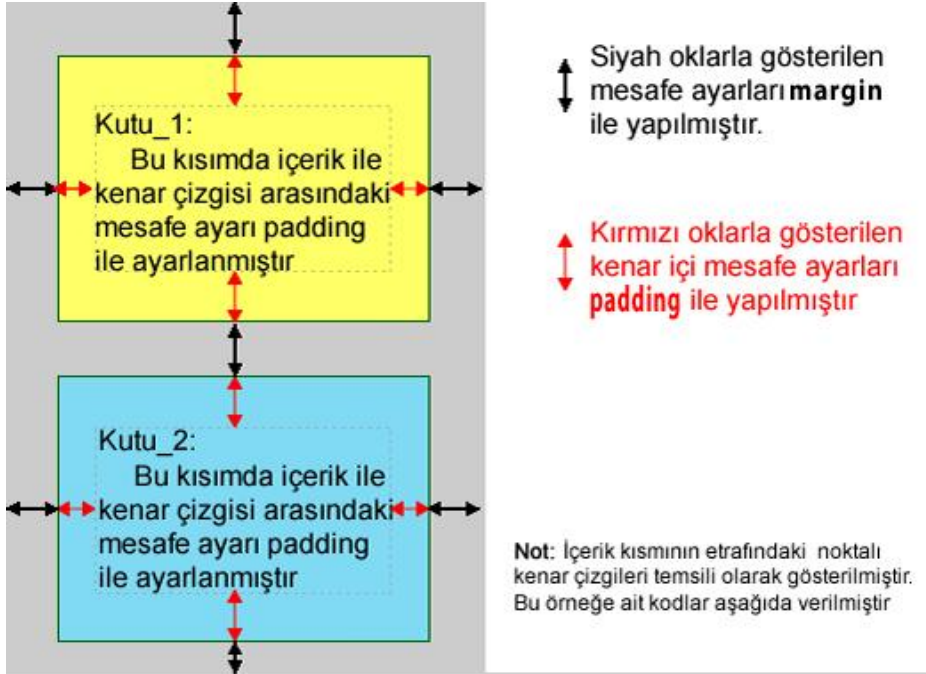 Kutu_1:
Bu kısımda içerik ile
kenar çizgisi arasındaki
mesafe ayarı padding
ile ayarlanmıştır
Kutu_2:
Bu kısımda içerik ile
kenar çizgisi arasındaki
mesafe ayarı padding
ile ayarlanmıştır
Siyah oklarla gösterilen
mesafe ayarları margin
ile yapılmıştır.
Kırmızı oklarla gösterilen
kenar içi mesafe ayarları
padding ile yapılmıştır
Not: İçerik kısmının etrafındaki noktalı
kenar çizgileri temsili olarak gösterilmiştir.
Bu örneğe ait kodlar aşağıda verilmiştir